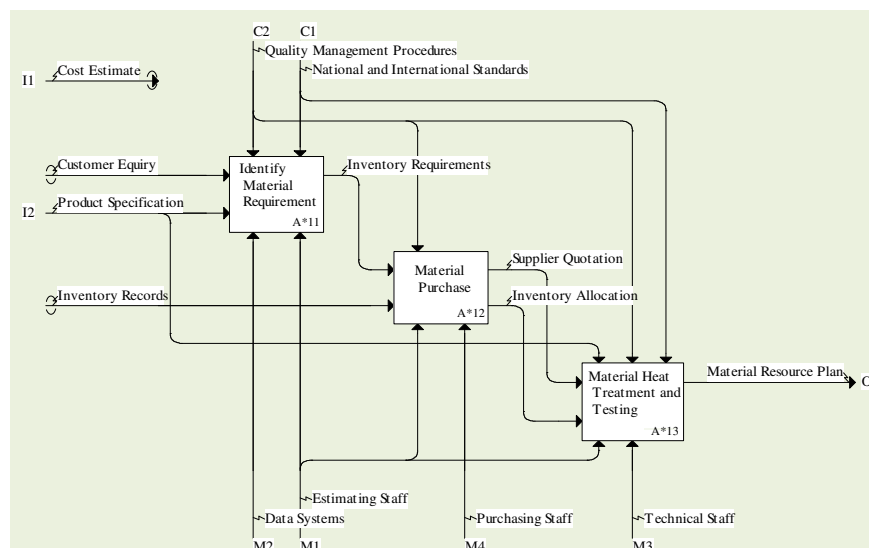 C2 C1
Quality Management Procedures
National and International Standards
I1 Cost Estimate
Customer Equiry
Identify
Material
Requirement
A*11
Inventory Requirements
I2 Product Specification
Supplier Quotation
Material
Purchase
A*12
Inventory Records
Inventory Allocation
Material Heat
Treatment and
Testing
A*13
Material Resource Plan
O
Estimating Staff
Data Systems
Purchasing Staff
Technical Staff
M2 M1 M4 M3